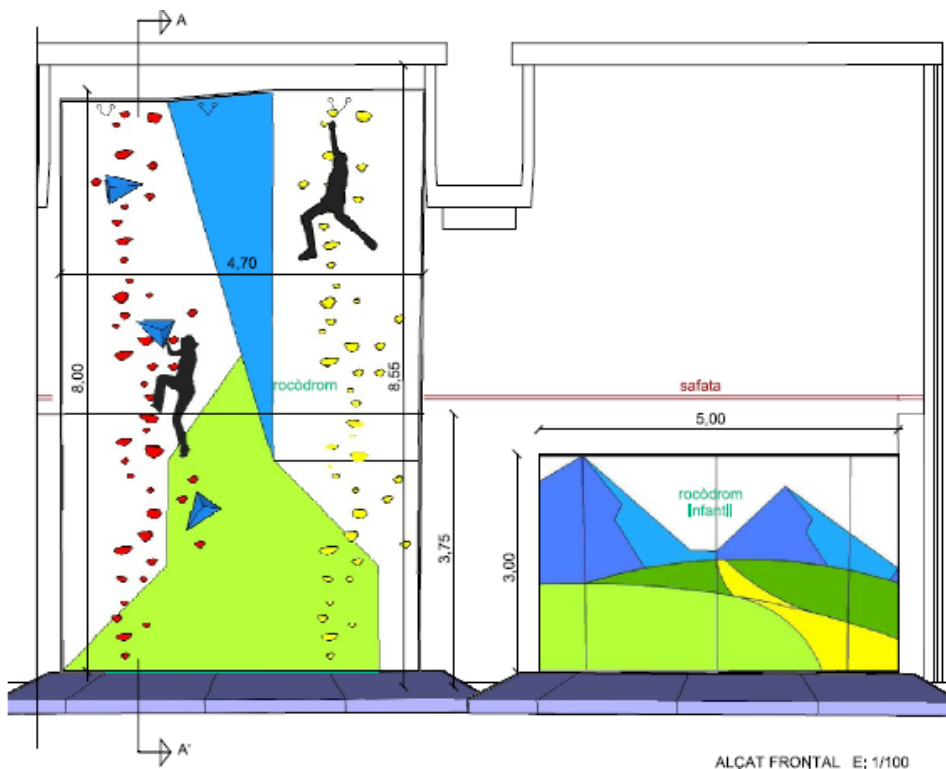 A
4,70
8,00
rocòdrom
8,55
safata
5,00
rocòdrom
Infantil
3,75
3,00
A'
ALÇAT FRONTAL E: 1/100